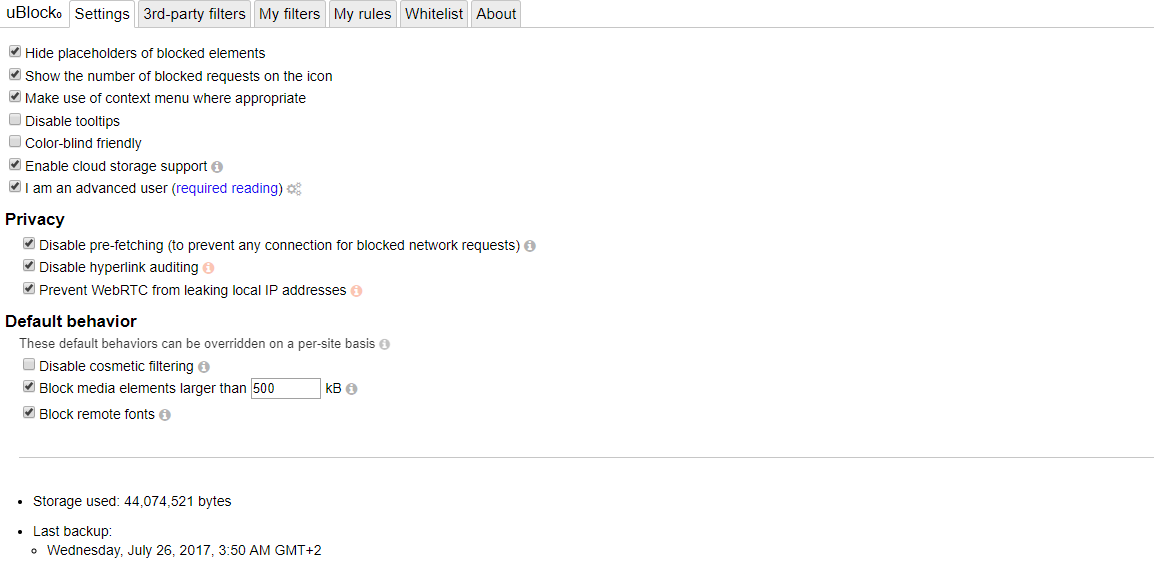 uBlock₀ Settings 3rd-party filters My filters My rules Whitelist About
Hide placeholders of blocked elements
Show the number of blocked requests on the icon
Make use of context menu where appropriate
Disable tooltips
Color-blind friendly
Enable cloud storage support
I am an advanced user (required reading)
Privacy
Disable pre-fetching (to prevent any connection for blocked network requests)
Disable hyperlink auditing
Prevent WebRTC from leaking local IP addresses
Default behavior
These default behaviors can be overridden on a per-site basis
Disable cosmetic filtering
Block media elements larger than 500 kB
Block remote fonts
Storage used: 44,074,521 bytes
Last backup:
Wednesday, July 26, 2017, 3:50 AM GMT+2